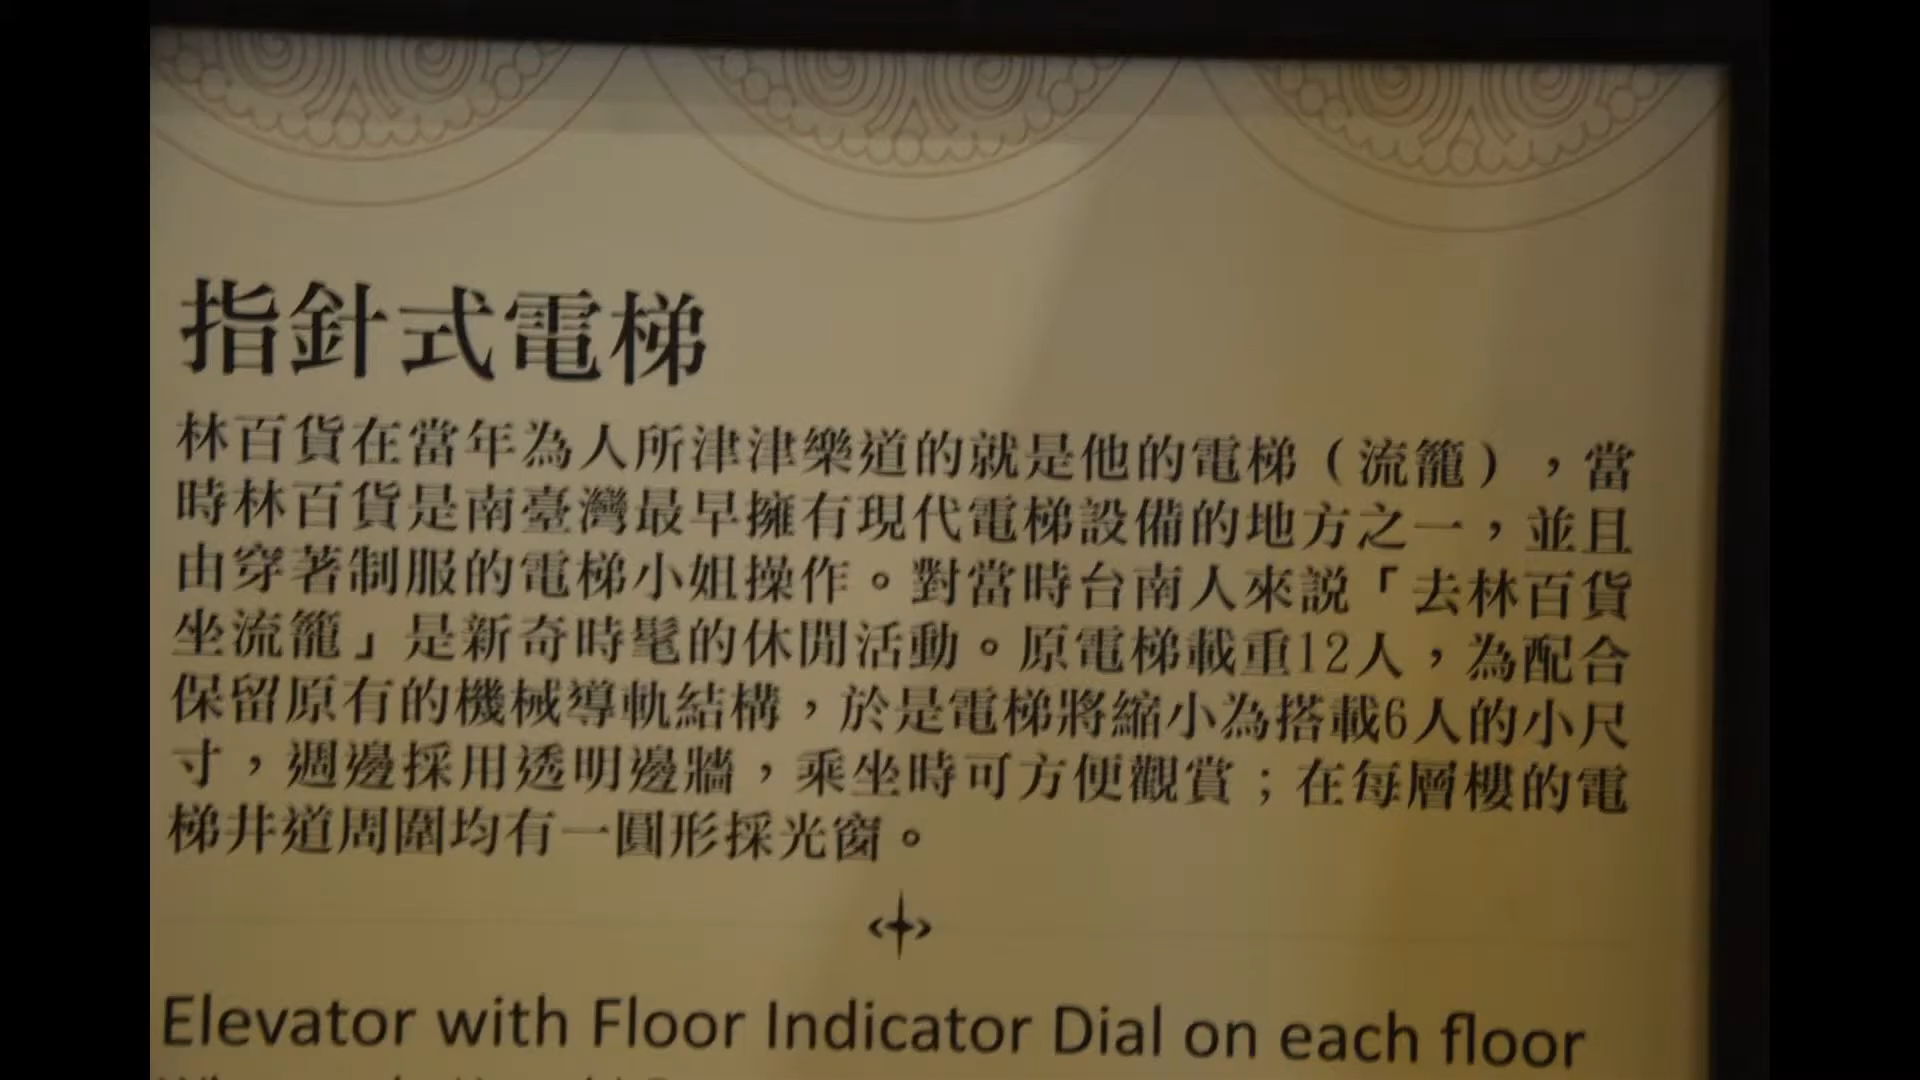 指針式電梯
林百貨在當年為人所津津樂道的就是他的電梯（流籠），當
時林百貨是南臺灣最早擁有現代電梯設備的地方之一，並且
由穿著制服的電梯小姐操作。對當時台南人來説「去林百貨
坐流籠」是新奇時髦的休閒活動。原電梯載重12人，為配合
保留原有的機械導軌結構，於是電梯將縮小為搭載6人的小尺
寸，週邊採用透明邊牆，乘坐時可方便觀賞；在每層樓的電
梯井道周圍均有一圓形採光窗。
Elevator with Floor Indicator Dial on each floor